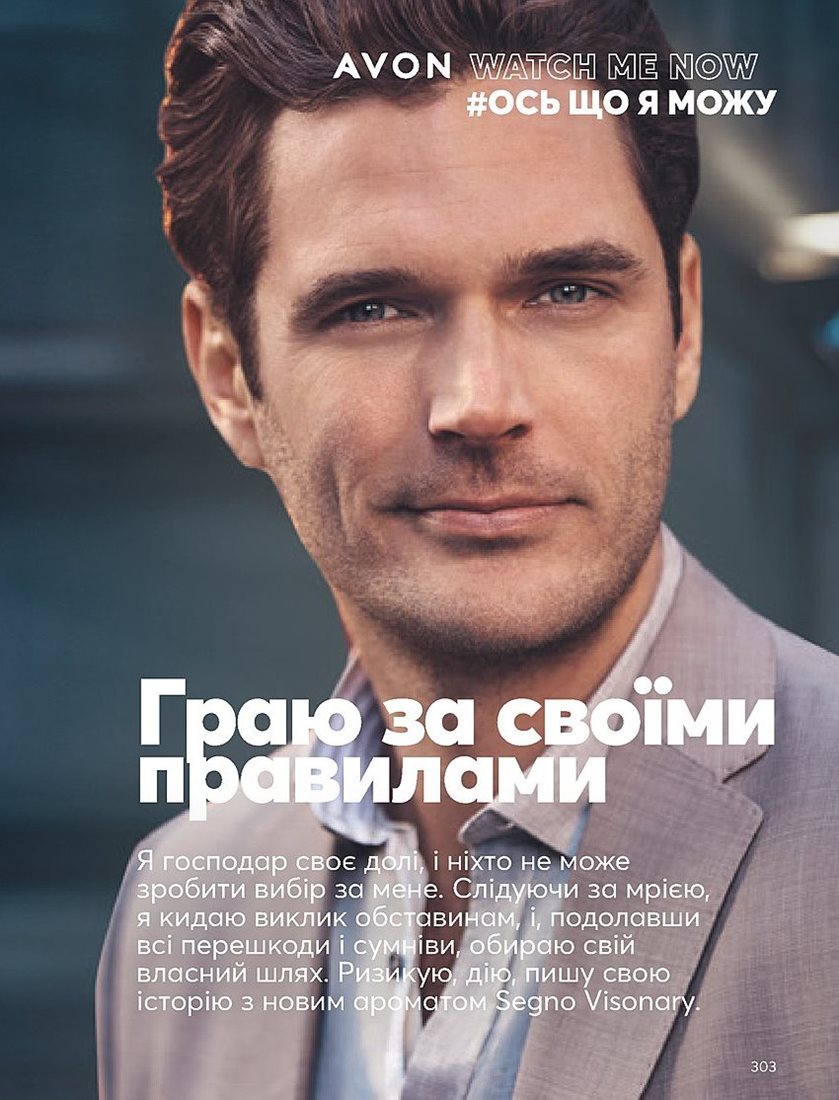 AVON WATCH ME NOW
#ОСЬ ЩО Я МОЖУ
Граю за своїми
правилами
Я господар своє долі, і ніхто не може
зробити вибір за мене. Слідуючи за мрією,
я кидаю виклик обставинам, і, подолавши
всі перешкоди і сумніви, обираю свій
власний шлях. Ризикую, дію, пишу свою
історію з новим ароматом Segno Visonary.
303